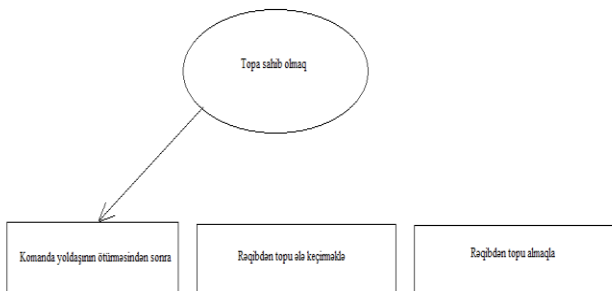 Topa sahib olmaq
Komanda yoldaşının ötürməsindən sonra
Rəqibdən topu ələ keçirməklə
Rəqibdən topu almaqla